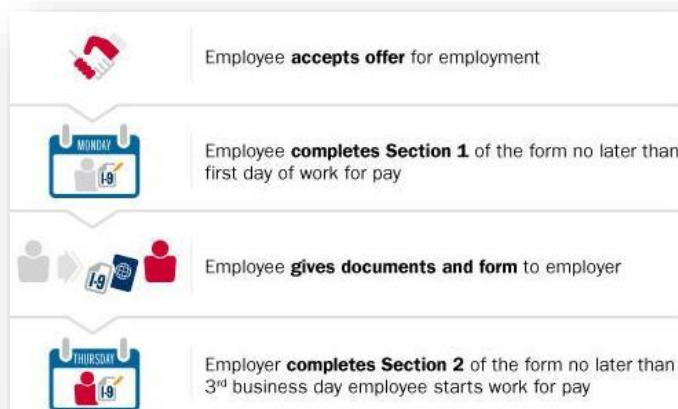 Employee accepts offer for employment
MONDAY
I-9
Employee completes Section 1 of the form no later than
first day of work for pay
I-9
Employee gives documents and form to employer
THURSDAY
I-9
Employer completes Section 2 of the form no later than
3rd business day employee starts work for pay